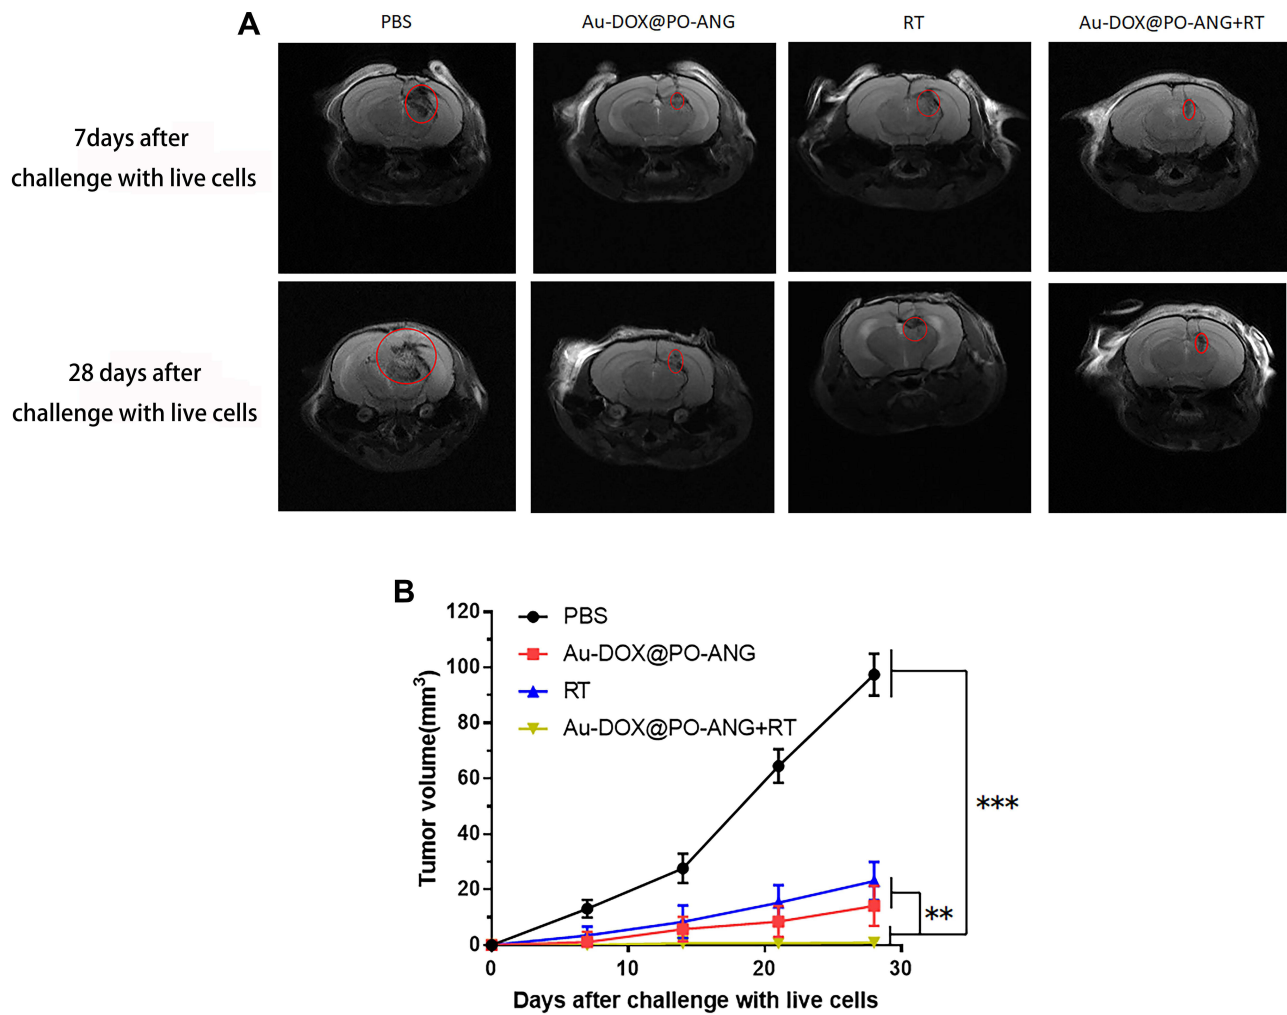 A
PBS
Au-DOX@PO-ANG
RT
Au-DOX@PO-ANG+RT
7days after
challenge with live cells
28 days after
challenge with live cells
B
120
100
80
60
40
20
0
Tumor volume(mm³)
PBS
Au-DOX@PO-ANG
RT
Au-DOX@PO-ANG+RT
***
**
0
10
20
30
Days after challenge with live cells